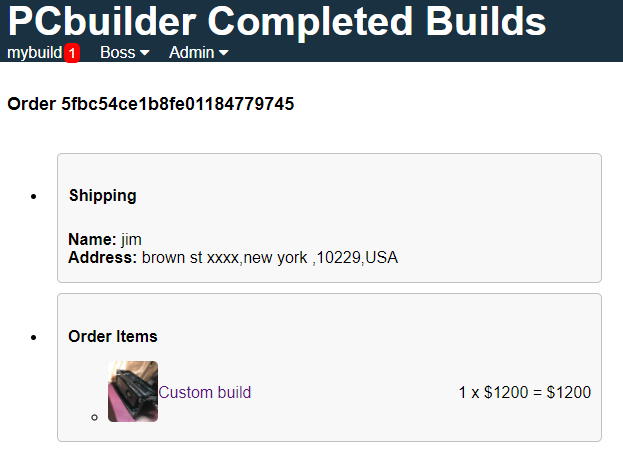 PCbuilder Completed Builds
mybuild 1 Boss Admin
Order 5fbc54ce1b8fe01184779745
Shipping
Name: jim
Address: brown st xxxx,new york ,10229,USA
Order Items
Custom build 1 x $1200 = $1200